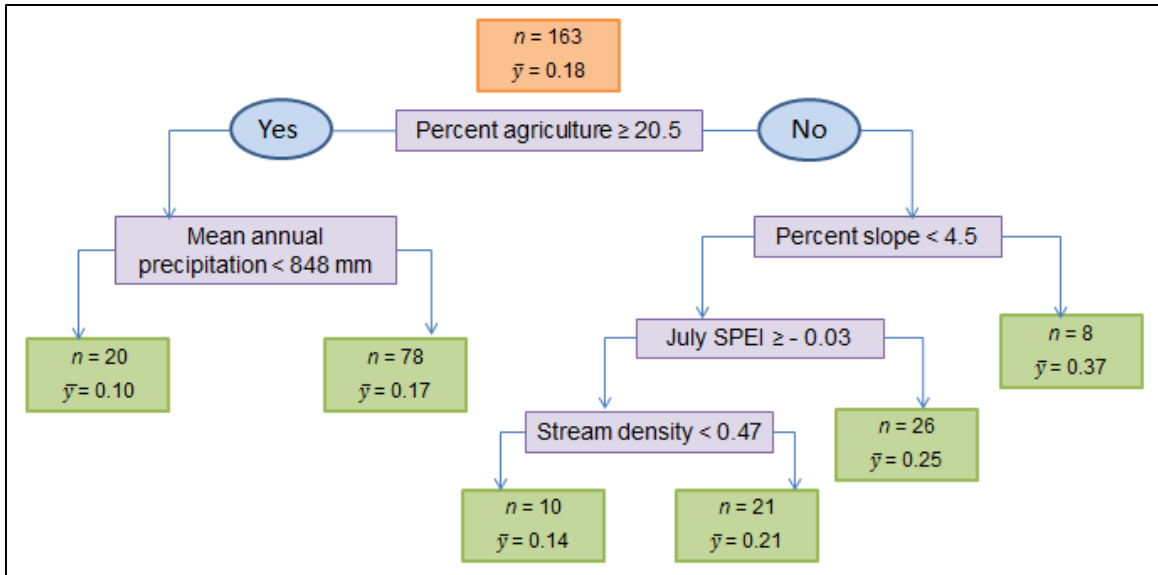 n = 163
ȳ = 0.18
Yes
Percent agriculture ≥ 20.5
No
Mean annual
precipitation < 848 mm
Percent slope < 4.5
n = 20
ȳ = 0.10
n = 78
ȳ = 0.17
July SPEI ≥ - 0.03
n = 8
ȳ = 0.37
Stream density < 0.47
n = 26
ȳ = 0.25
n = 10
ȳ = 0.14
n = 21
ȳ = 0.21